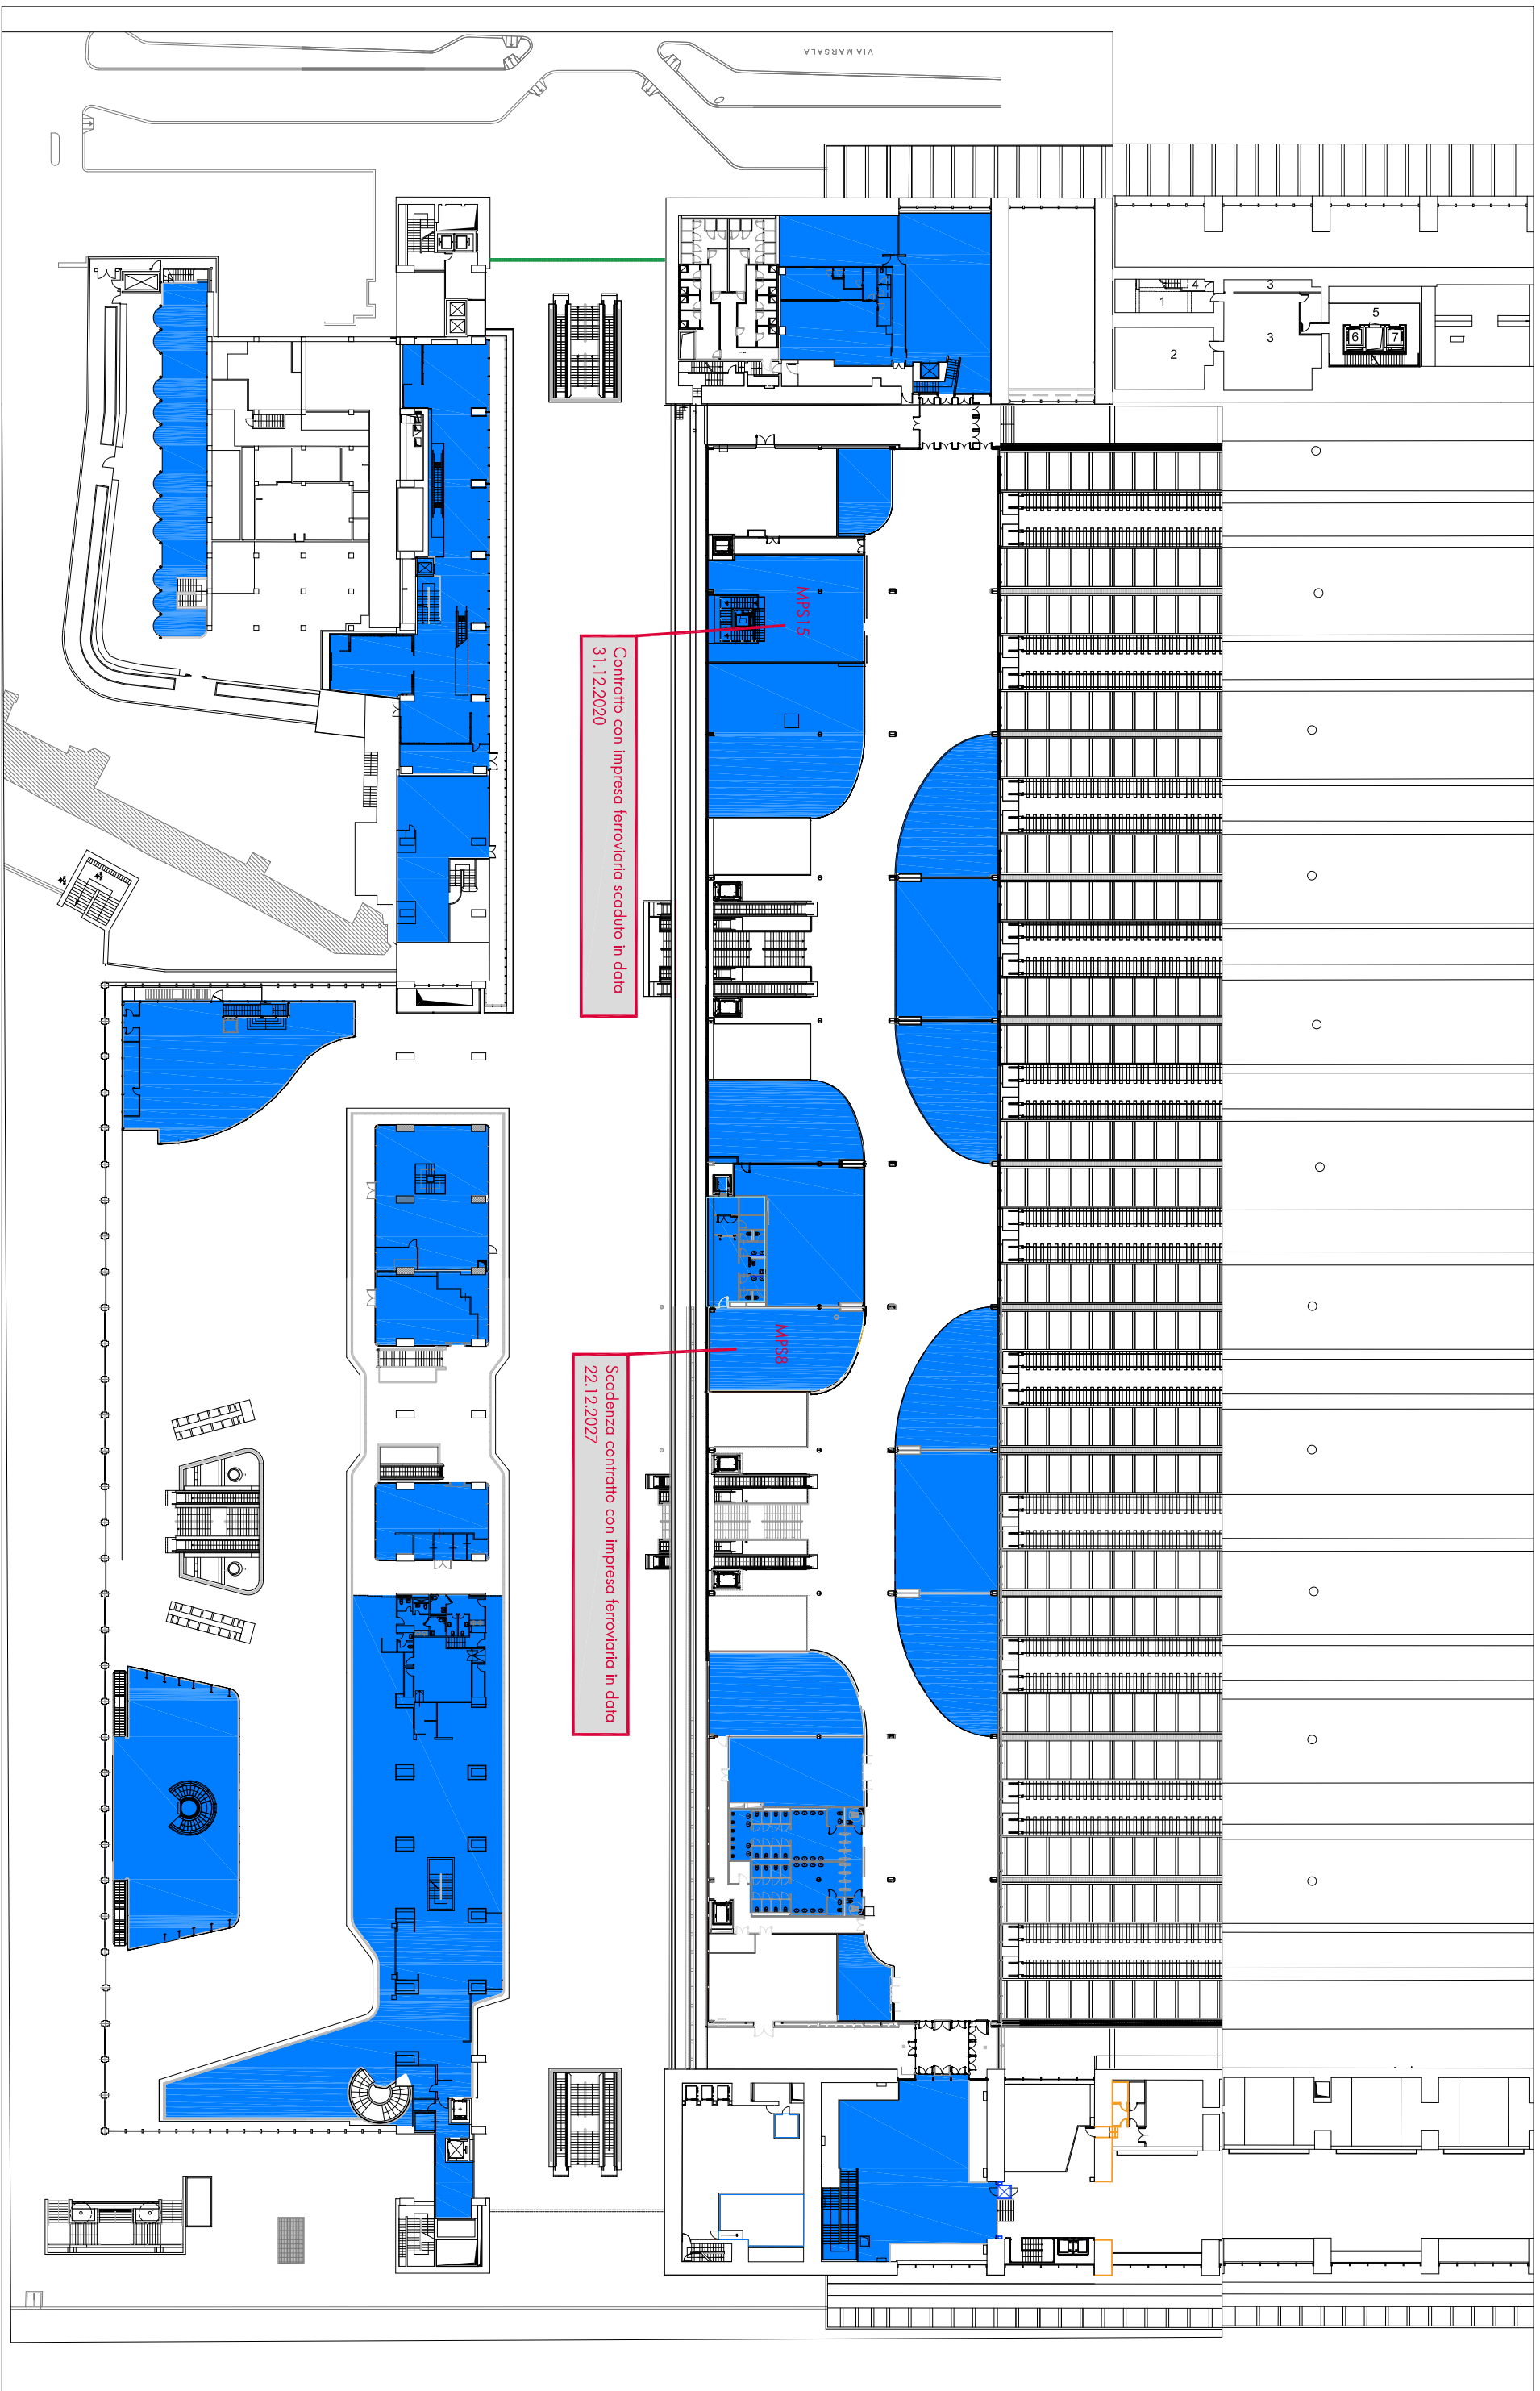 VIA MARSALA
4
1
2
3
3
5
6
7
8
MPS15
Contratto con impresa ferroviaria scaduto in data
31.12.2020
MPS8
Scadenza contratto con impresa ferroviaria in data
22.12.2027